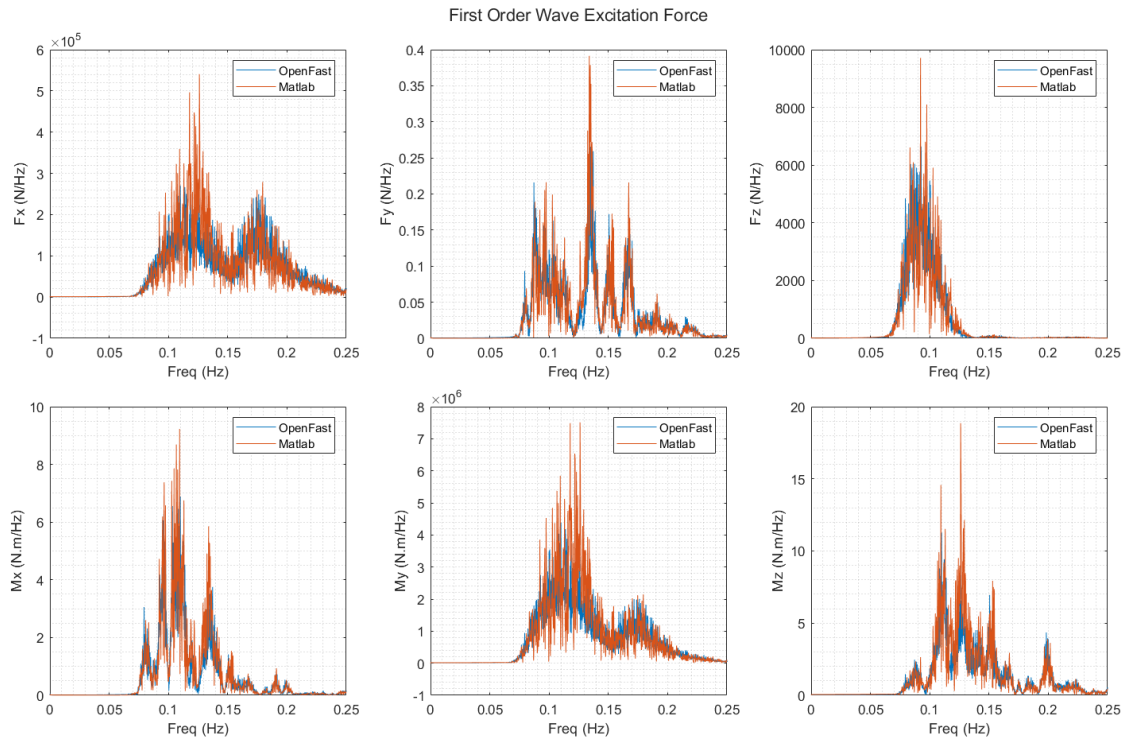 First Order Wave Excitation Force
×10⁵
6
5
4
3
2
1
0
-1
Fx (N/Hz)
0 0.05 0.1 0.15 0.2 0.25
Freq (Hz)
OpenFast
Matlab
0.4
0.35
0.3
0.25
0.2
0.15
0.1
0.05
0
Fy (N/Hz)
0 0.05 0.1 0.15 0.2 0.25
Freq (Hz)
OpenFast
Matlab
10000
8000
6000
4000
2000
0
Fz (N/Hz)
0 0.05 0.1 0.15 0.2 0.25
Freq (Hz)
OpenFast
Matlab
10
8
6
4
2
0
Mx (N.m/Hz)
0 0.05 0.1 0.15 0.2 0.25
Freq (Hz)
OpenFast
Matlab
×10⁶
8
7
6
5
4
3
2
1
0
-1
My (N.m/Hz)
0 0.05 0.1 0.15 0.2 0.25
Freq (Hz)
OpenFast
Matlab
20
15
10
5
0
Mz (N.m/Hz)
0 0.05 0.1 0.15 0.2 0.25
Freq (Hz)
OpenFast
Matlab